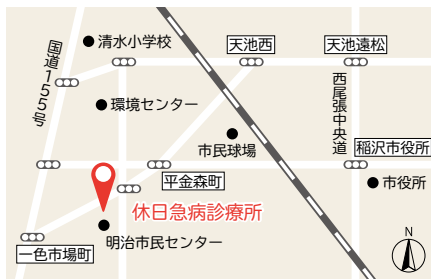 清水小学校
天池西
天池遠松
国道155号
環境センター
西尾張中央道
市民球場
稲沢市役所
平金森町
市役所
休日急病診療所
明治市民センター
一色市場町
N